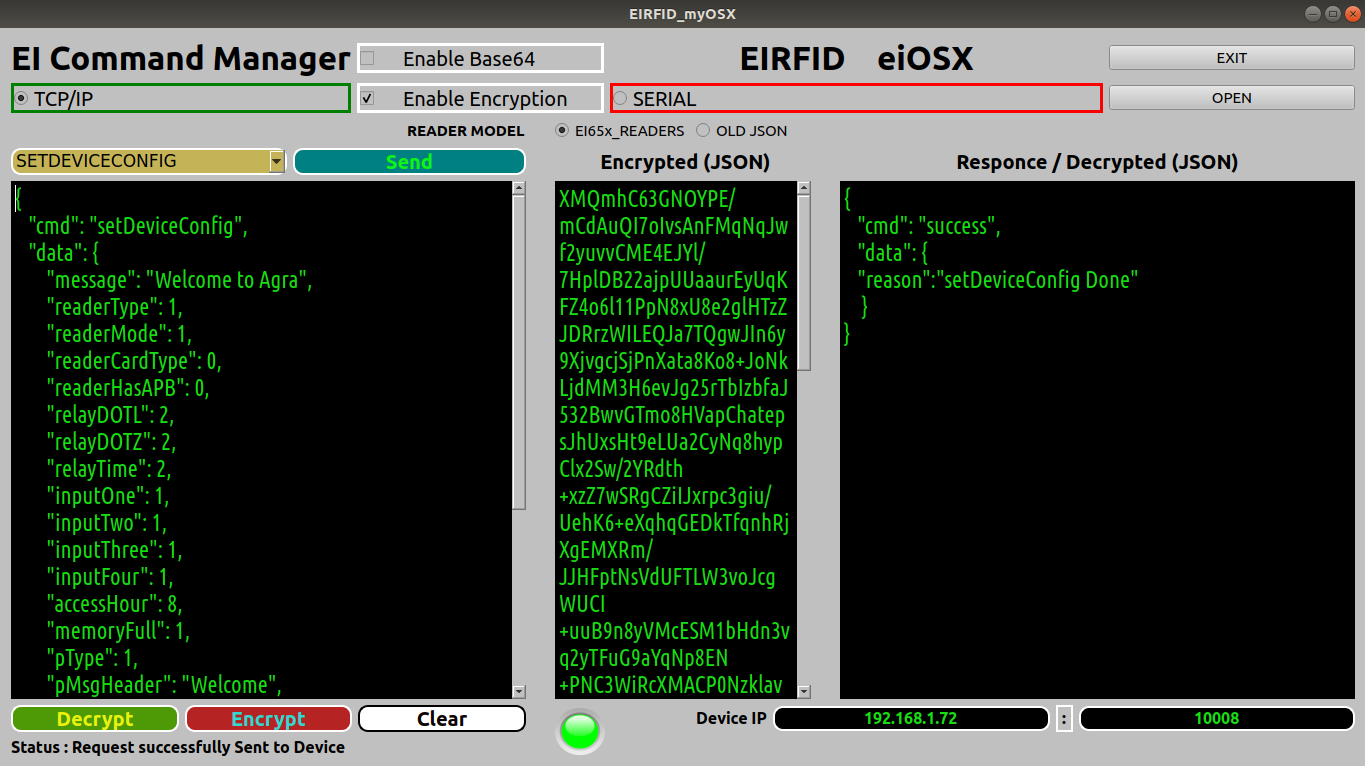 EIRFID_myOSX
EI Command Manager
Enable Base64
EIRFID eiOSX
EXIT
TCP/IP
Enable Encryption
SERIAL
OPEN
READER MODEL
EI65x_READERS
OLD JSON
SETDEVICECONFIG
Send
Encrypted (JSON)
Responce / Decrypted (JSON)
{
"cmd": "setDeviceConfig",
"data": {
"message": "Welcome to Agra",
"readerType": 1,
"readerMode": 1,
"readerCardType": 0,
"readerHasAPB": 0,
"relayDOTL": 2,
"relayDOTZ": 2,
"relayTime": 2,
"inputOne": 1,
"inputTwo": 1,
"inputThree": 1,
"inputFour": 1,
"accessHour": 8,
"memoryFull": 1,
"pType": 1,
"pMsgHeader": "Welcome",
XMQmhC63GNOYPE/
mCdAuQI7oIvsAnFMqNqJw
f2yuvvCME4EJYl/
7HplDB22ajpUUaaurEyUqK
FZ4o6l11PpN8xU8e2glHTzZ
JDRrzWILEQJa7TQgwJIn6y
9XjvgcjSjPnXata8Ko8+JoNk
LjdMM3H6evJg25rTbIzbfaJ
532BwvGTmo8HVapChatep
sJhUxsHt9eLUa2CyNq8hyp
Clx2Sw/2YRdth
+xzZ7wSRgCZiIJxrpc3giu/
UehK6+eXqhqGEDkTfqnhRj
XgEMXRm/
JJHFptNsVdUFTLW3voJcg
WUCI
+uuB9n8yVMcESM1bHdn3v
q2yTFuG9aYqNp8EN
+PNC3WiRcXMACP0Nzklav
{
"cmd": "success",
"data": {
"reason":"setDeviceConfig Done"
}
}
Decrypt
Encrypt
Clear
Device IP
192.168.1.72
:
10008
Status : Request successfully Sent to Device